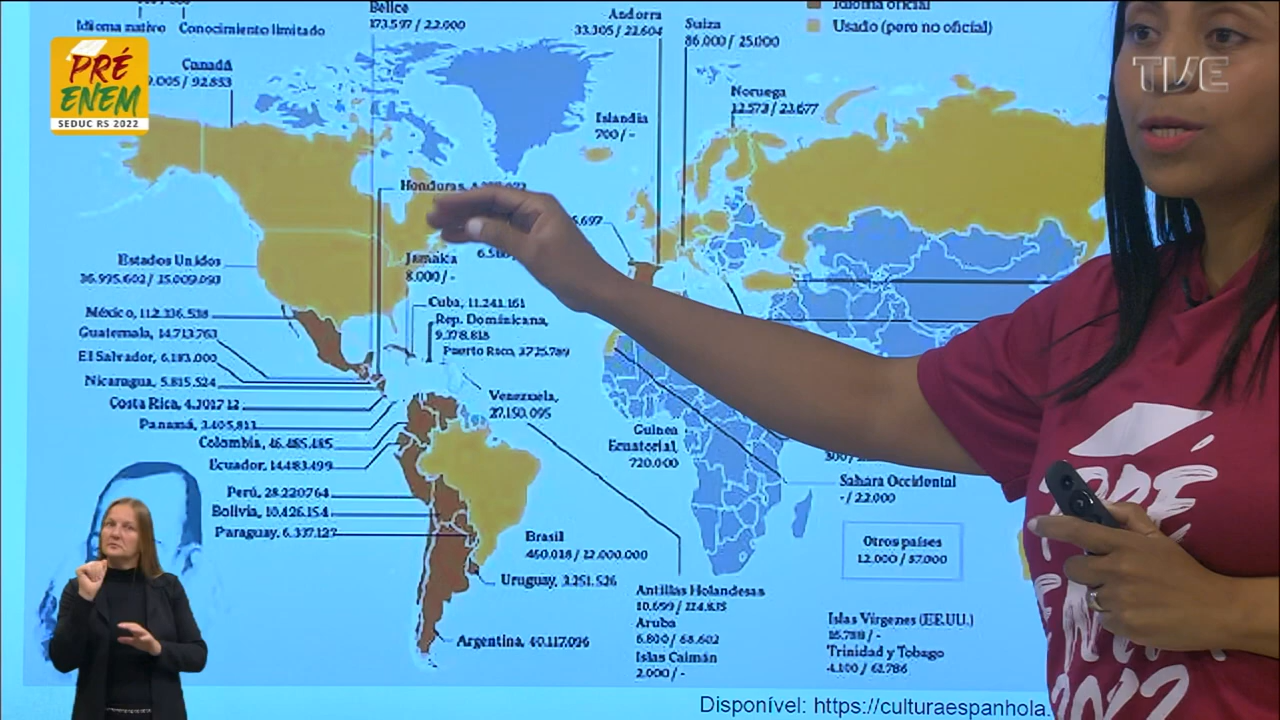 Belice
173.597 / 22.000
Andorra
33.305 / 22.604
Suiza
86.000 / 25.000
Idioma oficial
Usado (pero no oficial)
Idioma nativo
Conocimiento limitado
PRÉ
ENEM
SEDUC RS 2022
Canadá
/ 92.853
TVE
Noruega
12.573 / 23.677
Islandia
700 / -
Honduras,
Jamaica
8.000 / -
Estados Unidos
36.995.602 / 15.009.093
México, 112.336.538
Guatemala, 14.713.763
El Salvador, 6.183.000
Nicaragua, 5.815.524
Costa Rica,
Panamá, 3.405.813
Colombia, 46.485.485
Ecuador, 14.483.499
Perú, 28.220.764
Bolivia, 10.426.154
Paraguay, 6.337.127
Cuba, 11.241.161
Rep. Dominicana,
9.378.818
Puerto Rico, 3.725.789
Venezuela,
27.150.095
Guinea
Ecuatorial,
720.000
Sahara Occidental
- / 22.000
Otros países
12.000 / 57.000
Brasil
460.018 / 12.000.000
Uruguay, 3.251.526
Argentina, 40.117.096
Antillas Holandesas
10.699 / 114.835
Aruba
6.800 / 68.602
Islas Caimán
2.000 / -
Islas Vírgenes (EE.UU.)
16.788 / -
Trinidad y Tobago
4.100 / 61.786
Disponível: https://culturaespanhola.
PRÉ
2022